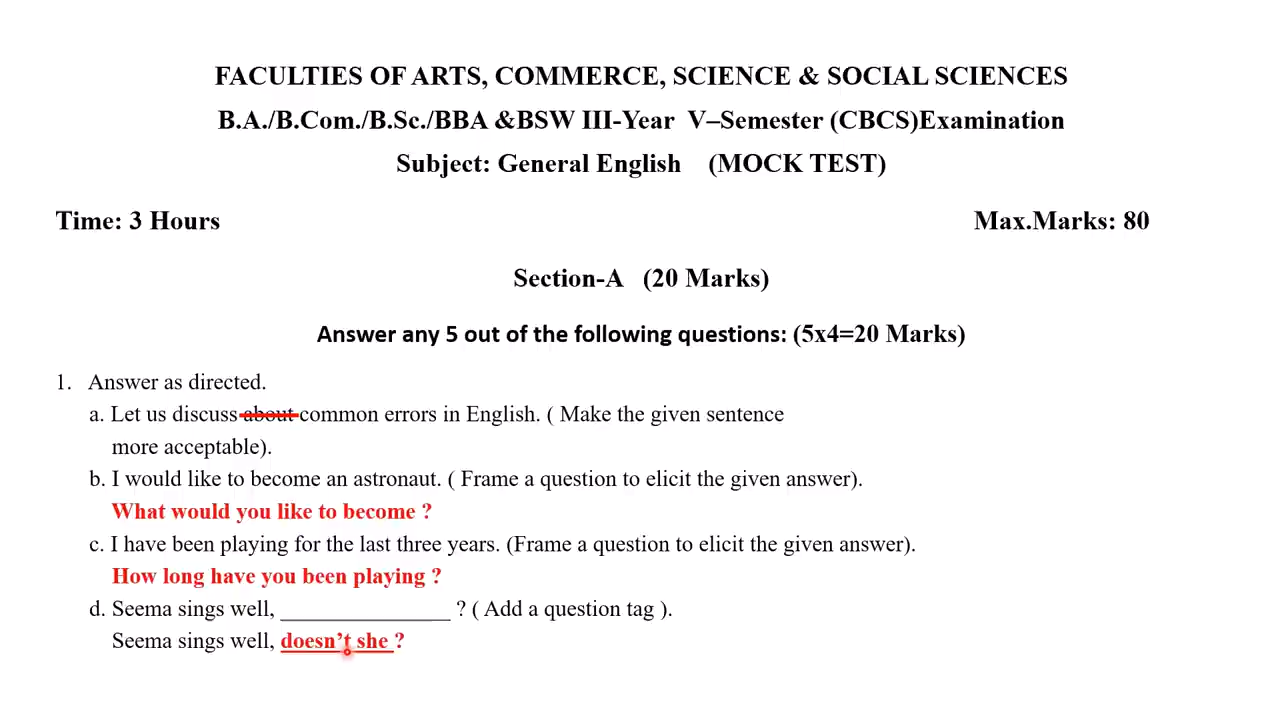 FACULTIES OF ARTS, COMMERCE, SCIENCE & SOCIAL SCIENCES
B.A./B.Com./B.Sc./BBA &BSW III-Year V–Semester (CBCS)Examination
Subject: General English (MOCK TEST)
Time: 3 Hours Max.Marks: 80
Section-A (20 Marks)
Answer any 5 out of the following questions: (5x4=20 Marks)
1. Answer as directed.
a. Let us discuss about common errors in English. ( Make the given sentence
more acceptable).
b. I would like to become an astronaut. ( Frame a question to elicit the given answer).
What would you like to become ?
c. I have been playing for the last three years. (Frame a question to elicit the given answer).
How long have you been playing ?
d. Seema sings well, ________________ ? ( Add a question tag ).
Seema sings well, doesn’t she ?